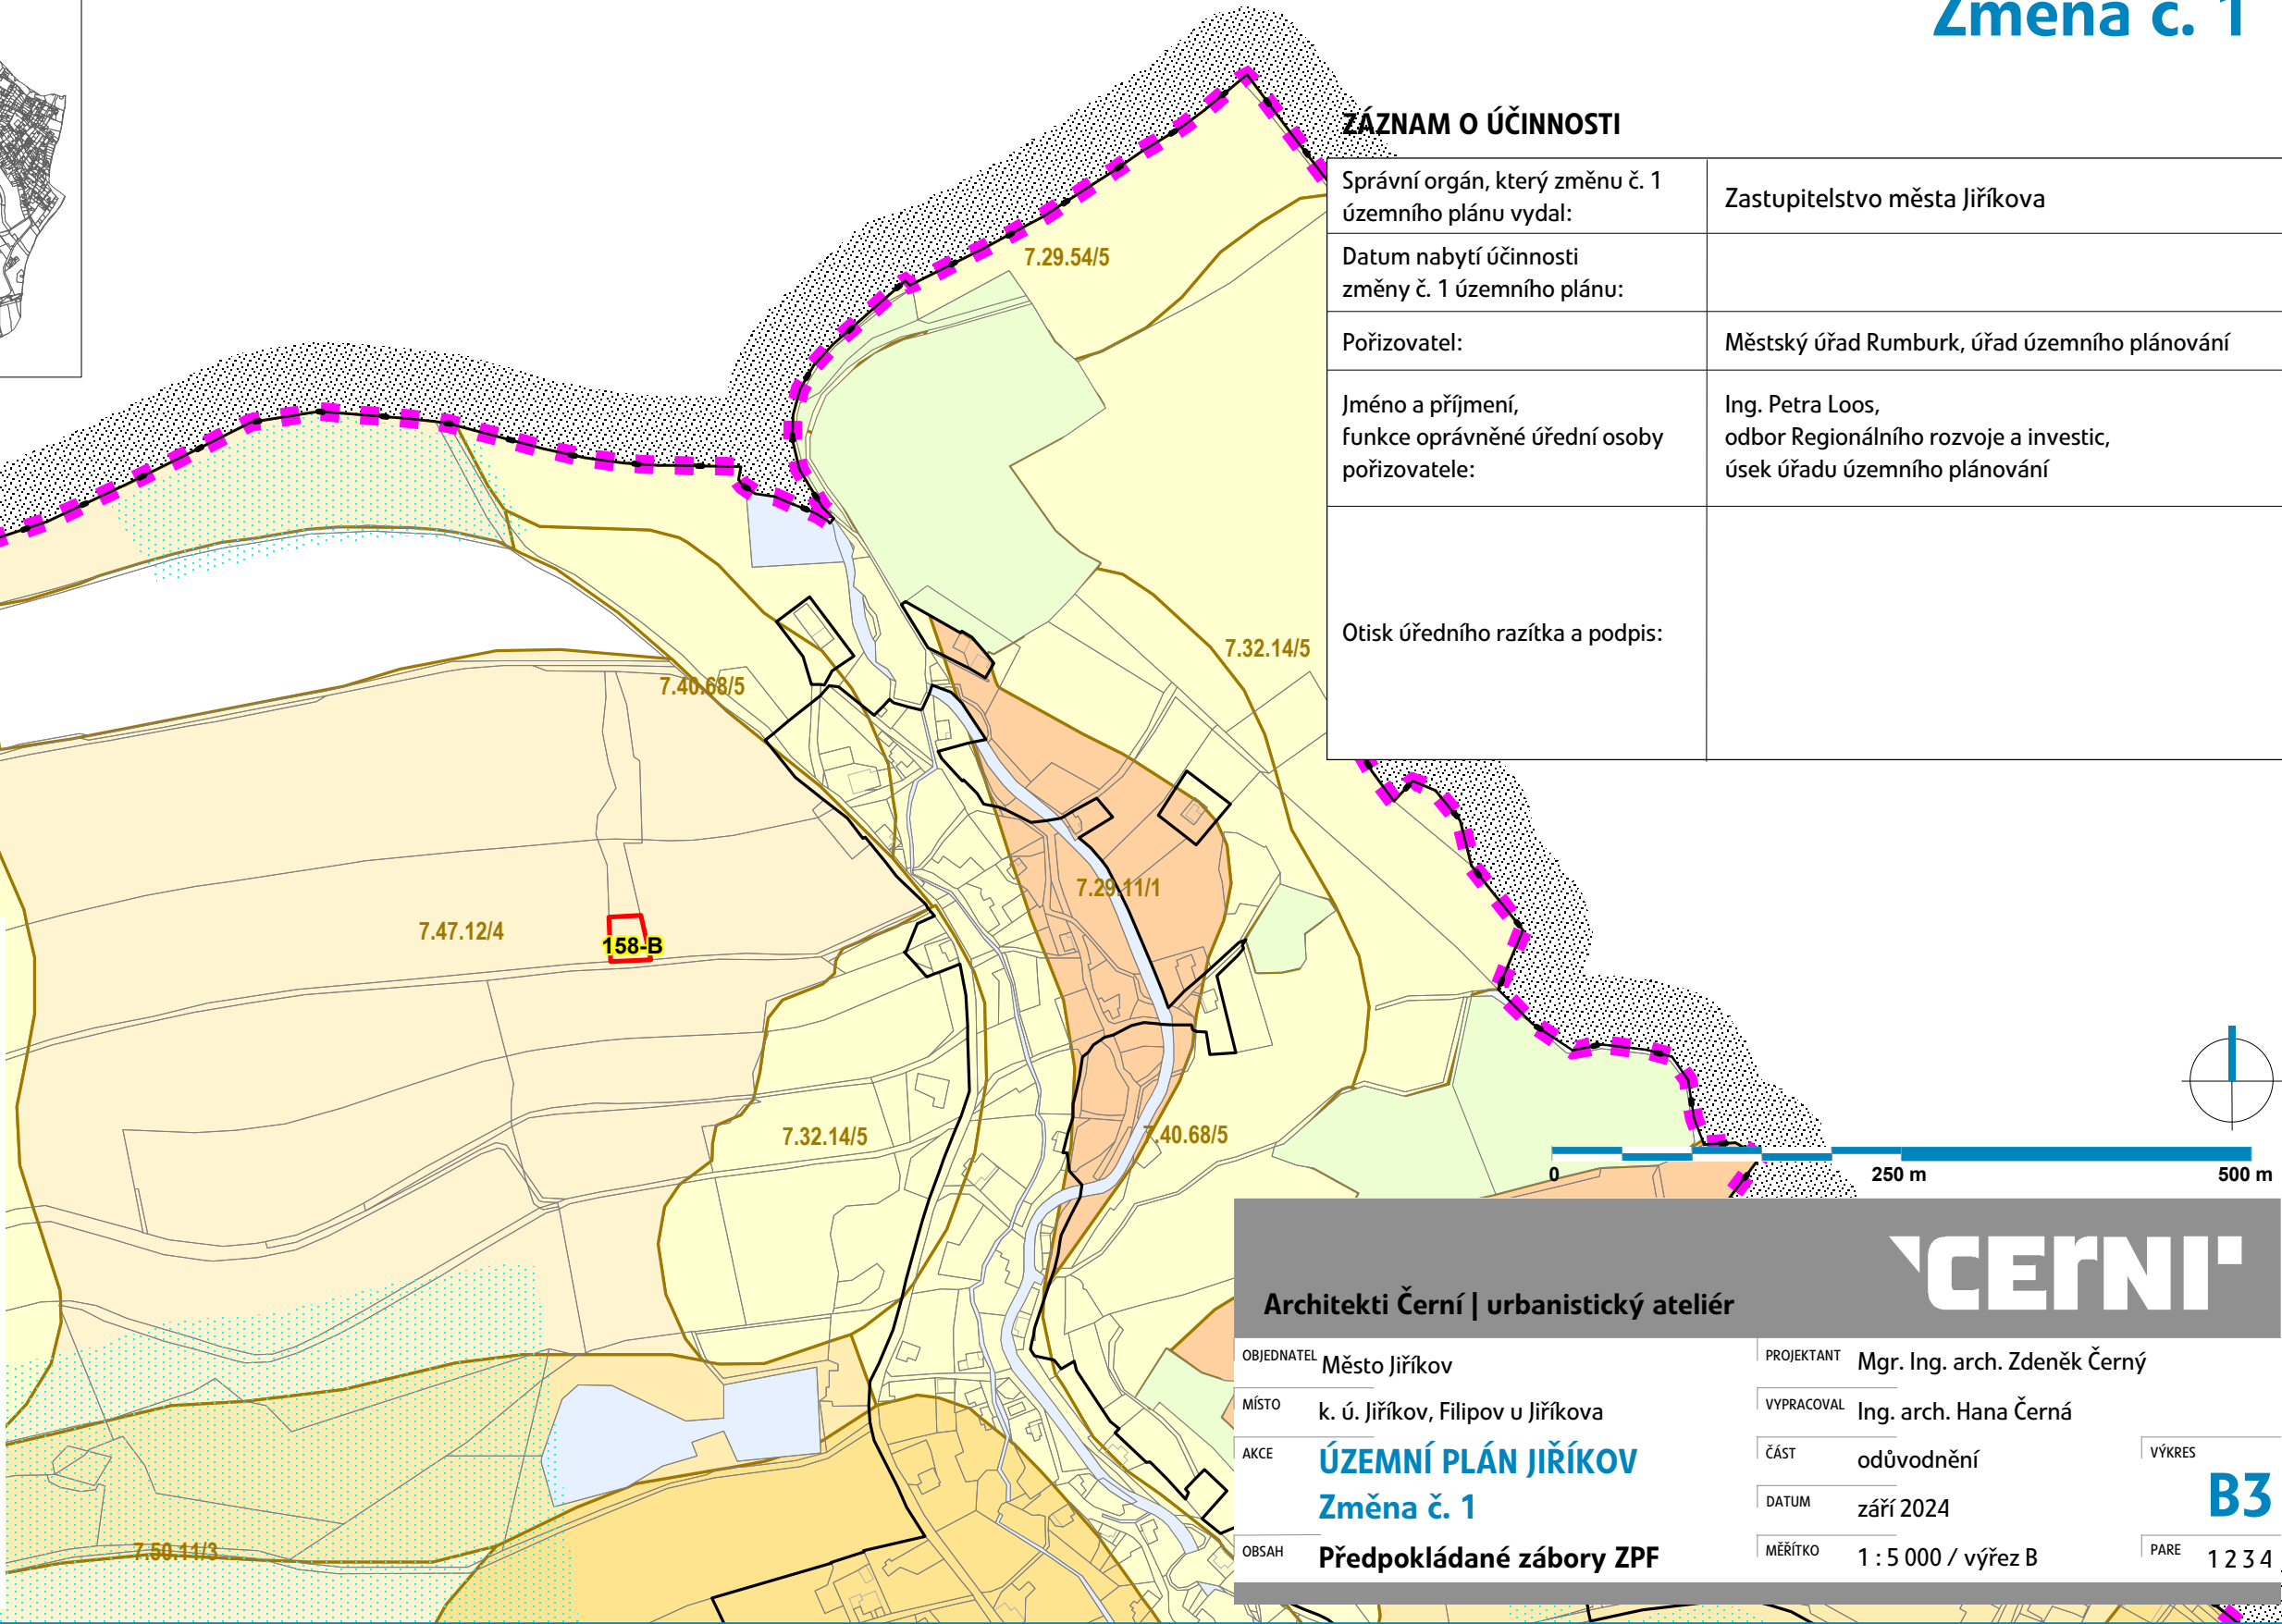 Změna č. 1
ZÁZNAM O ÚČINNOSTI
Správní orgán, který změnu č. 1
územního plánu vydal:
Zastupitelstvo města Jiříkova
Datum nabytí účinnosti
změny č. 1 územního plánu:
Pořizovatel:
Městský úřad Rumburk, úřad územního plánování
Jméno a příjmení,
funkce oprávněné úřední osoby
pořizovatele:
Ing. Petra Loos,
odbor Regionálního rozvoje a investic,
úsek úřadu územního plánování
Otisk úředního razítka a podpis:
7.29.54/5
7.32.14/5
7.40.68/5
7.29.11/1
7.47.12/4
158-B
7.32.14/5
7.40.68/5
7.50.11/3
0
250 m
500 m
CERNI
Architekti Černí | urbanistický ateliér
OBJEDNATEL Město Jiříkov
PROJEKTANT Mgr. Ing. arch. Zdeněk Černý
MÍSTO k. ú. Jiříkov, Filipov u Jiříkova
VYPRACOVAL Ing. arch. Hana Černá
AKCE ÚZEMNÍ PLÁN JIŘÍKOV
Změna č. 1
ČÁST odůvodnění
VÝKRES
B3
DATUM září 2024
OBSAH Předpokládané zábory ZPF
MĚŘÍTKO 1 : 5 000 / výřez B
PARE 1 2 3 4